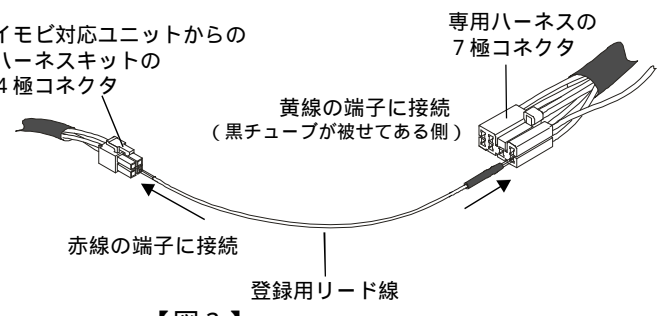 イモビ対応ユニットからの
ハーネスキットの
4極コネクタ
専用ハーネスの
７極コネクタ
黄線の端子に接続
（黒チューブが被せてある側）
赤線の端子に接続
登録用リード線